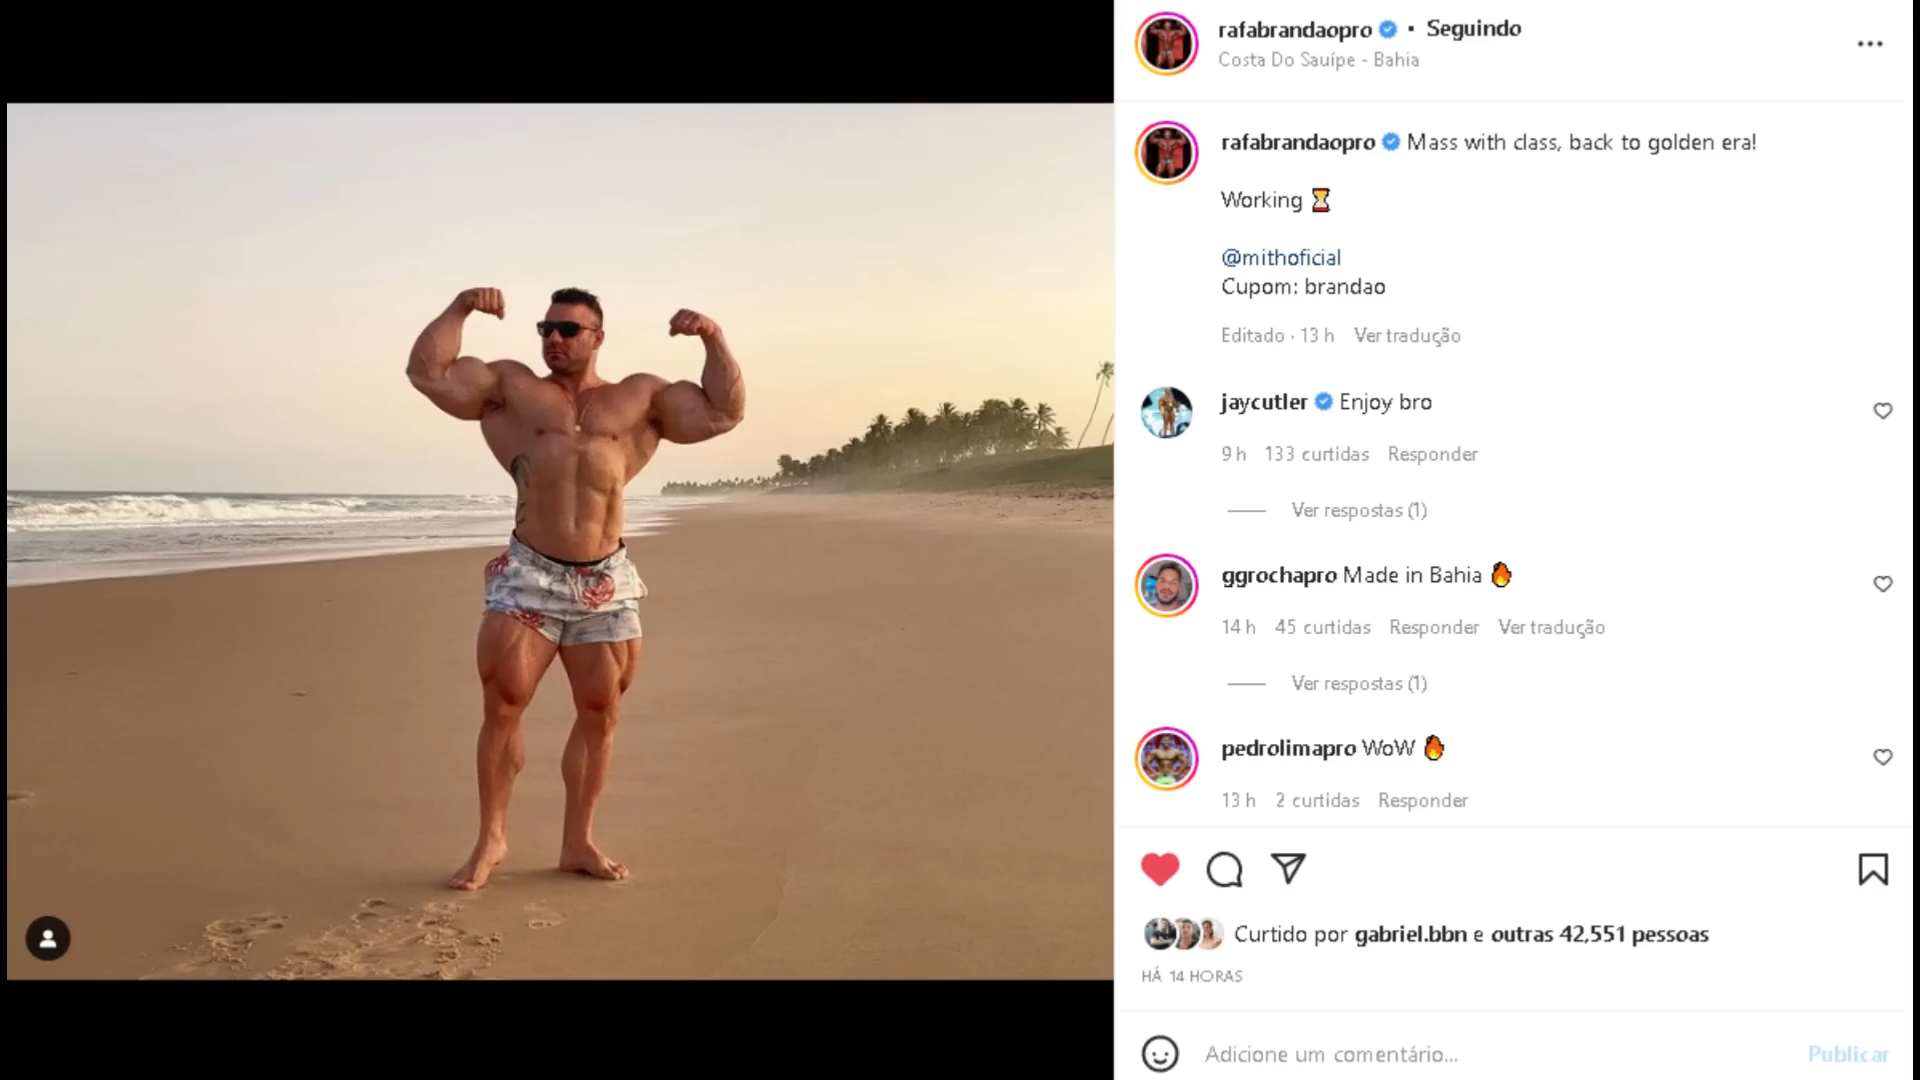 rafabrandaopro • Seguindo
Costa Do Sauípe - Bahia
rafabrandaopro Mass with class, back to golden era!
Working ⏳
@mithoficial
Cupom: brandao
Editado · 13 h Ver tradução
jaycutler Enjoy bro
9 h 133 curtidas Responder
Ver respostas (1)
ggrochapro Made in Bahia 🔥
14 h 45 curtidas Responder Ver tradução
Ver respostas (1)
pedrolimapro WoW 🔥
13 h 2 curtidas Responder
Curtido por gabriel.bbn e outras 42,551 pessoas
HÁ 14 HORAS
Adicione um comentário... Publicar